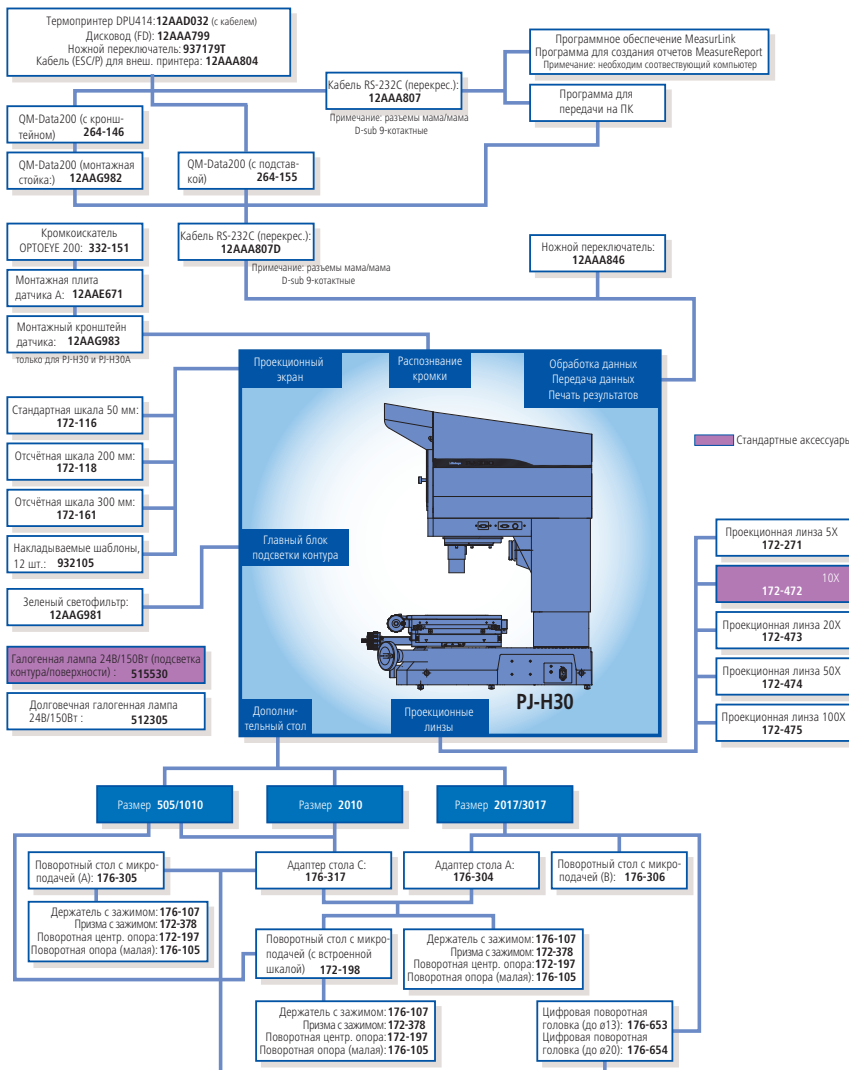 Термопринтер DPU414: 12AAD032 (с кабелем)
Дисковод (FD): 12AAA799
Ножной переключатель: 937179T
Кабель (ESC/P) для внеш. принтера: 12AAA804
Кабель RS-232C (перекрес.):
12AAA807
Примечание: разъемы мама/мама
D-sub 9-котактные
Программное обеспечение MeasurLink
Программа для создания отчетов MeasureReport
Примечание: необходим соотвествующий компьютер
Программа для
передачи на ПК
QM-Data200 (с кронш-
тейном) 264-146
QM-Data200 (монтажная
стойка:) 12AAG982
QM-Data200 (с подстав-
кой) 264-155
Кромкоискатель
OPTOEYE 200: 332-151
Кабель RS-232C (перекрес.):
12AAA807D
Примечание: разъемы мама/мама
D-sub 9-котактные
Ножной переключатель:
12AAA846
Монтажная плита
датчика A: 12AAE671
Монтажный кронштейн
датчика: 12AAG983
только для PJ-H30 и PJ-H30A
Проекционный
экран
Распознвание
кромки
Обработка данных
Передача данных
Печать результатов
Стандартная шкала 50 мм:
172-116
Отсчётная шкала 200 мм:
172-118
Отсчётная шкала 300 мм:
172-161
Накладываемые шаблоны,
12 шт.: 932105
Зеленый светофильтр:
12AAG981
Галогенная лампа 24В/150Вт (подсветка
контура/поверхности) : 515530
Долговечная галогенная лампа
24В/150Вт : 512305
Главный блок
подсветки контура
Стандартные аксессуары
Проекционная линза 5X
172-271
10X
172-472
Проекционная линза 20X
172-473
Проекционная линза 50X
172-474
Проекционная линза 100X
172-475
PJ-H30
Дополни-
тельный стол
Проекционные
линзы
Размер 505/1010
Размер 2010
Размер 2017/3017
Поворотный стол с микро-
подачей (A): 176-305
Адаптер стола C:
176-317
Адаптер стола A:
176-304
Поворотный стол с микро-
подачей (B): 176-306
Держатель с зажимом: 176-107
Призма с зажимом: 172-378
Поворотная центр. опора: 172-197
Поворотная опора (малая): 176-105
Поворотный стол с микро-
подачей (с встроенной
шкалой) 172-198
Держатель с зажимом: 176-107
Призма с зажимом: 172-378
Поворотная центр. опора: 172-197
Поворотная опора (малая): 176-105
Держатель с зажимом: 176-107
Призма с зажимом: 172-378
Поворотная центр. опора: 172-197
Поворотная опора (малая): 176-105
Цифровая поворотная
головка (до ø13): 176-653
Цифровая поворотная
головка (до ø20): 176-654